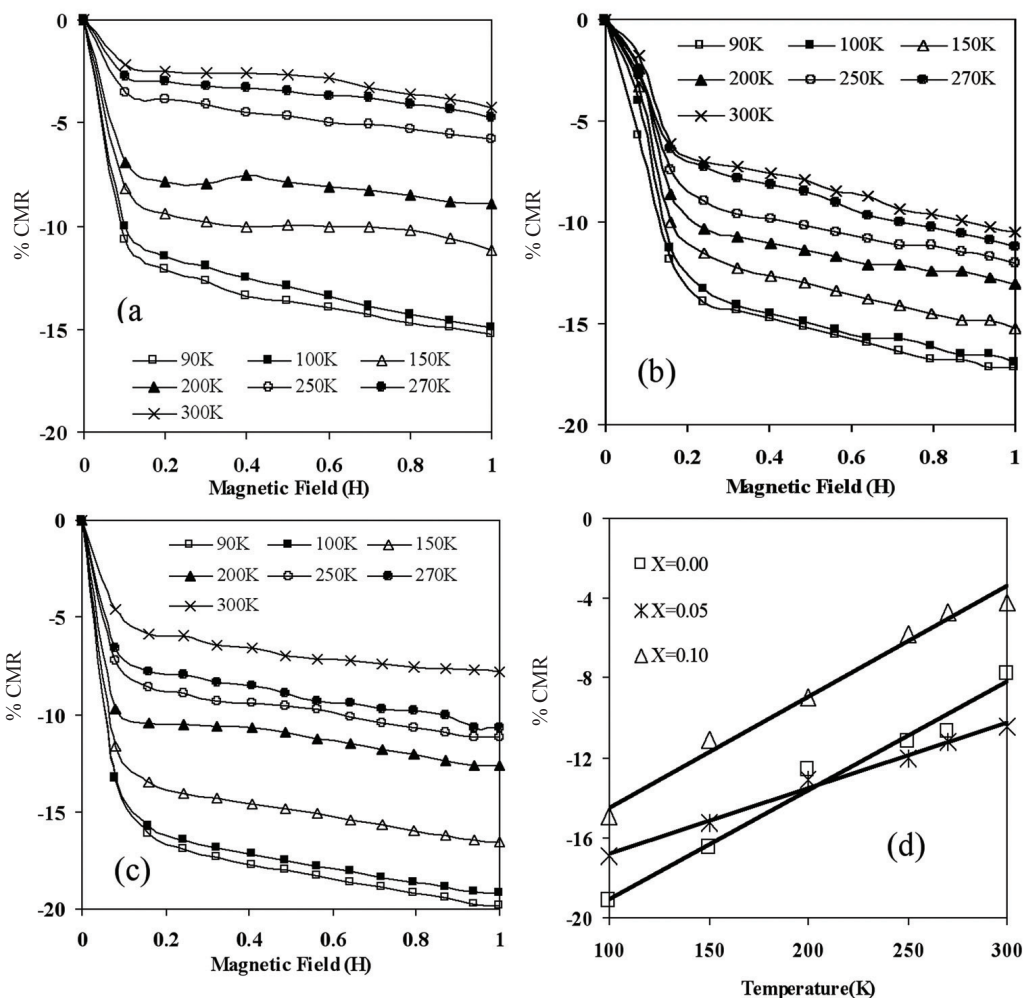 0
-5
-10
-15
-20
% CMR
(a
90K 100K 150K
200K 250K 270K
300K
0 0.2 0.4 0.6 0.8 1
Magnetic Field (H)
0
-5
-10
-15
-20
% CMR
90K 100K 150K
200K 250K 270K
300K
(b)
0 0.2 0.4 0.6 0.8 1
Magnetic Field (H)
0
-5
-10
-15
-20
% CMR
90K 100K 150K
200K 250K 270K
300K
(c)
0 0.2 0.4 0.6 0.8 1
Magnetic Field (H)
0
-4
-8
-12
-16
-20
% CMR
X=0.00
X=0.05
X=0.10
(d)
100 150 200 250 300
Temperature(K)